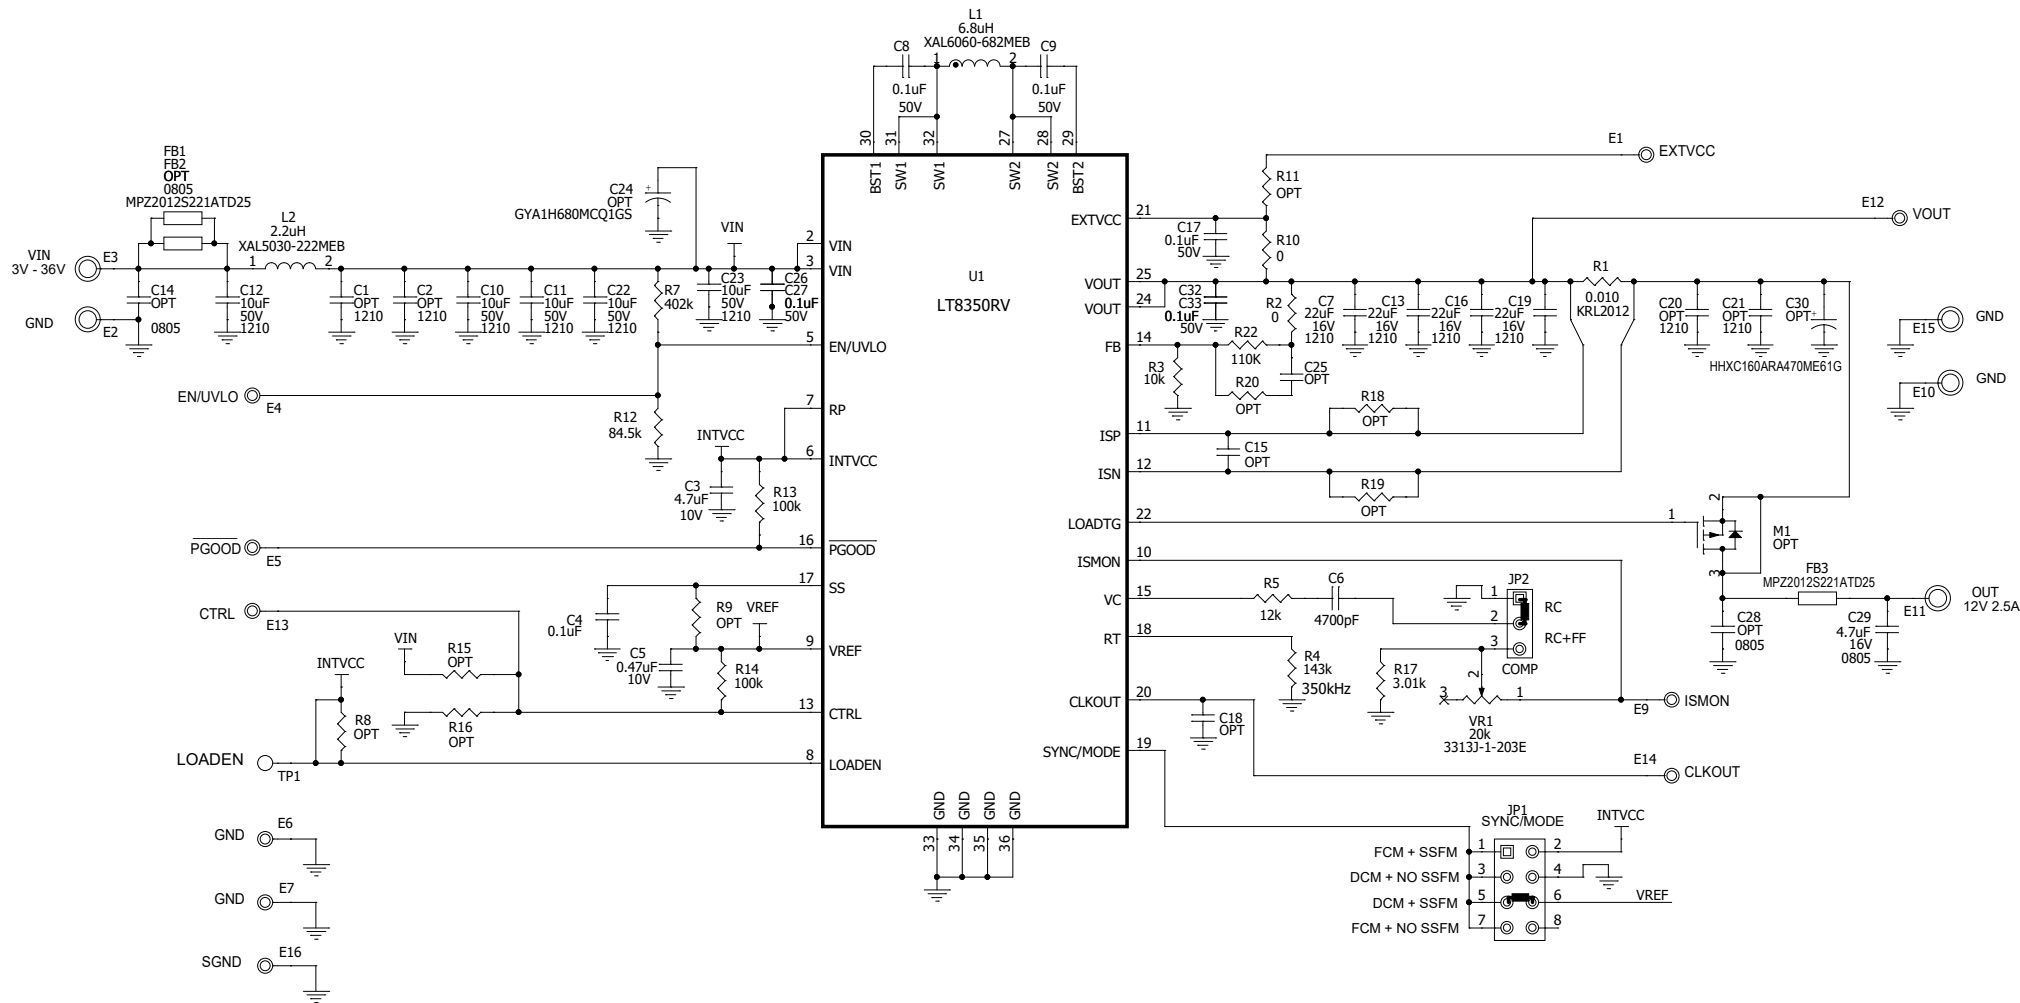 L1
6.8uH
XAL6060-682MEB
C8
0.1uF
50V
1
2
C9
0.1uF
50V
30
31
32
27
28
29
BST1
SW1
SW1
SW2
SW2
BST2
U1
LT8350RV
FB1
FB2
OPT
0805
MPZ2012S221ATD25
L2
2.2uH
XAL5030-222MEB
1
2
VIN
3V - 36V
E3
GND
E2
C14
OPT
0805
C12
10uF
50V
1210
C1
OPT
1210
C2
OPT
1210
C10
10uF
50V
1210
C11
10uF
50V
1210
C22
10uF
50V
1210
C24
OPT
GYA1H680MCQ1GS
+
R7
402k
VIN
C23
10uF
50V
1210
C26
C27
0.1uF
50V
2
VIN
3
VIN
5
EN/UVLO
EN/UVLO
E4
R12
84.5k
7
RP
INTVCC
6
INTVCC
C3
4.7uF
10V
R13
100k
PGOOD
E5
16
PGOOD
17
SS
C4
0.1uF
R9
OPT
VREF
9
VREF
C5
0.47uF
10V
R14
100k
CTRL
E13
VIN
R15
OPT
R16
OPT
13
CTRL
INTVCC
R8
OPT
LOADEN
TP1
8
LOADEN
GND
E6
GND
E7
SGND
E16
GND
GND
GND
GND
33
34
35
36
E1
EXTVCC
R11
OPT
EXTVCC
21
C17
0.1uF
50V
R10
0
E12
VOUT
VOUT
25
VOUT
24
C32
C33
0.1uF
50V
R2
0
C7
22uF
16V
1210
C13
22uF
16V
1210
C16
22uF
16V
1210
C19
22uF
16V
1210
R1
0.010
KRL2012
C20
OPT
1210
C21
OPT
1210
C30
OPT
+
HHXC160ARA470ME61G
E15
GND
E10
GND
FB
14
R3
10k
R22
110K
R20
OPT
C25
OPT
ISP
11
R18
OPT
C15
OPT
ISN
12
R19
OPT
LOADTG
22
1
2
3
M1
OPT
FB3
MPZ2012S221ATD25
OUT
12V 2.5A
E11
C28
OPT
0805
C29
4.7uF
16V
0805
ISMON
10
VC
15
R5
12k
C6
4700pF
JP2
1
2
3
RC
RC+FF
COMP
RT
18
R4
143k
350kHz
R17
3.01k
2
3
1
VR1
20k
3313J-1-203E
E9
ISMON
CLKOUT
20
C18
OPT
E14
CLKOUT
SYNC/MODE
19
JP1
SYNC/MODE
INTVCC
FCM + SSFM
1
2
DCM + NO SSFM
3
4
DCM + SSFM
5
6
VREF
FCM + NO SSFM
7
8